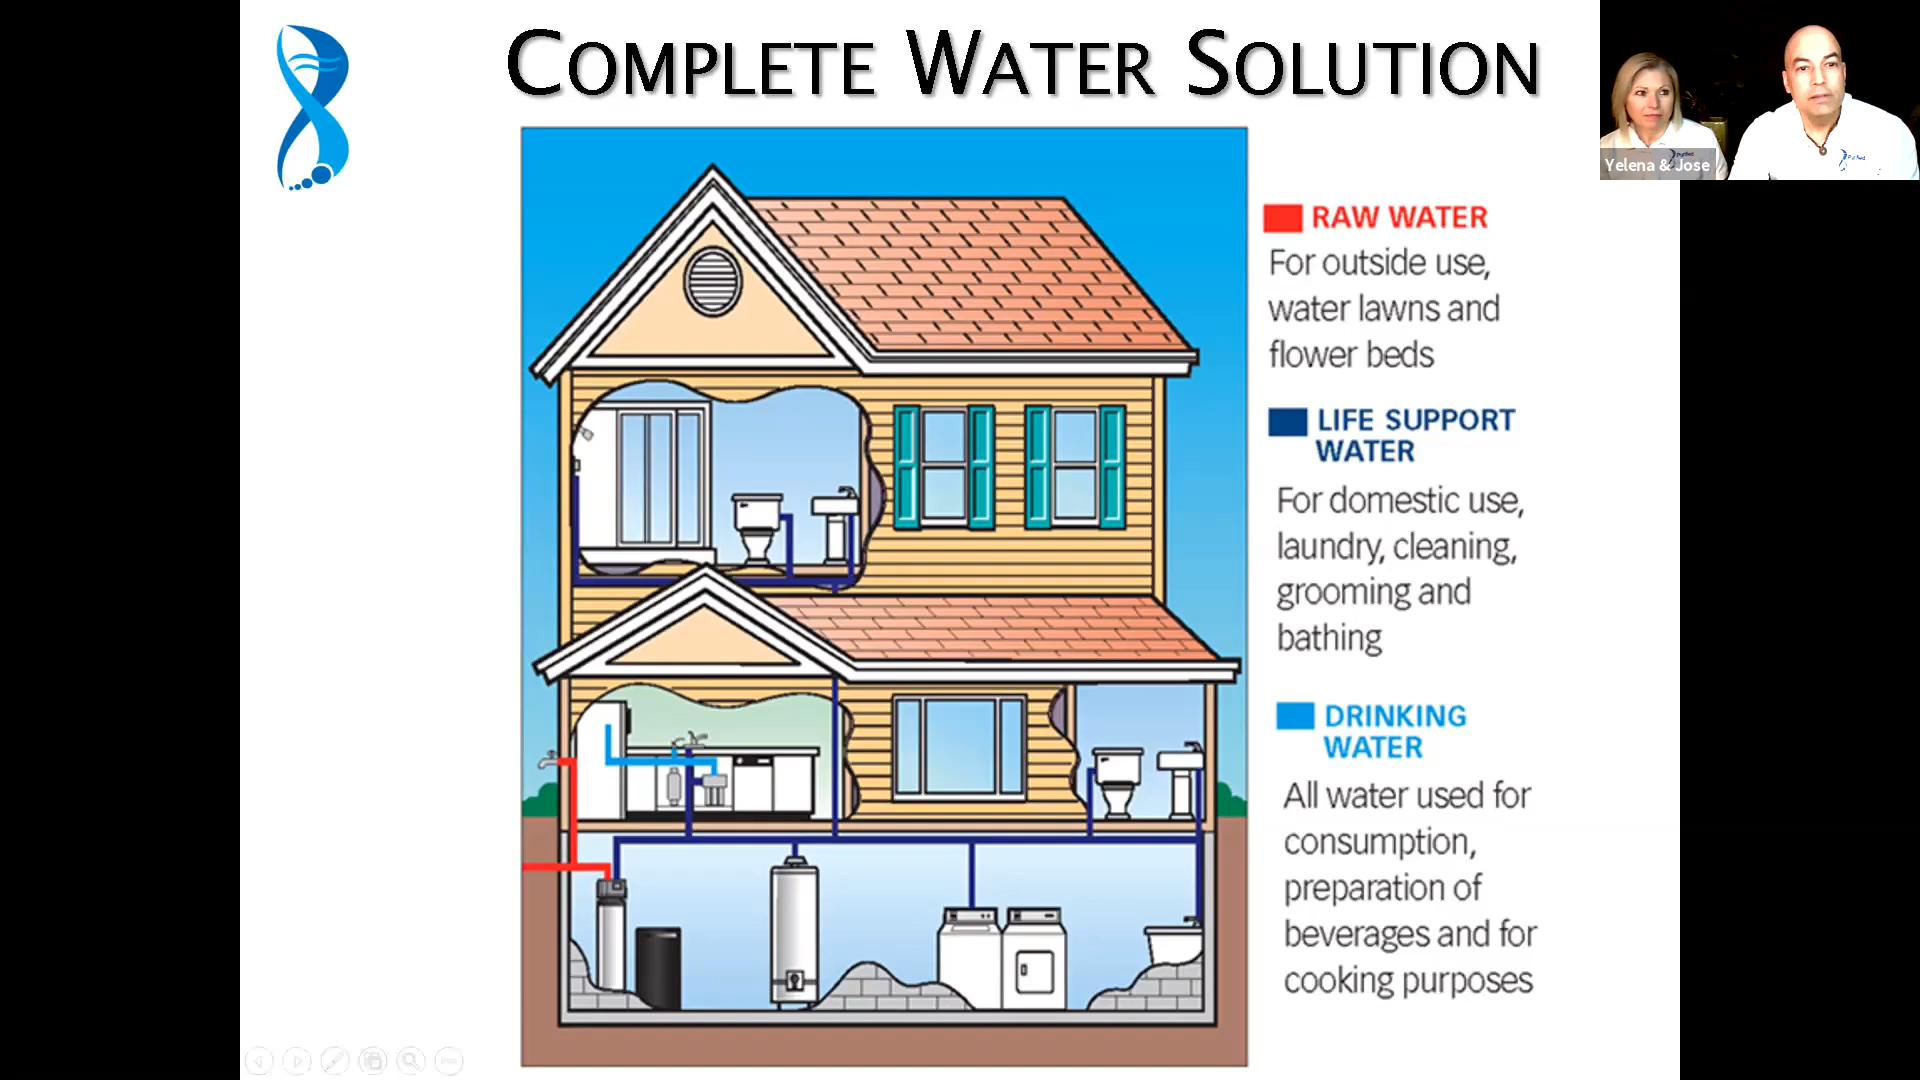 COMPLETE WATER SOLUTION
Yelena & Jose
RAW WATER
For outside use,
water lawns and
flower beds
LIFE SUPPORT
WATER
For domestic use,
laundry, cleaning,
grooming and
bathing
DRINKING
WATER
All water used for
consumption,
preparation of
beverages and for
cooking purposes